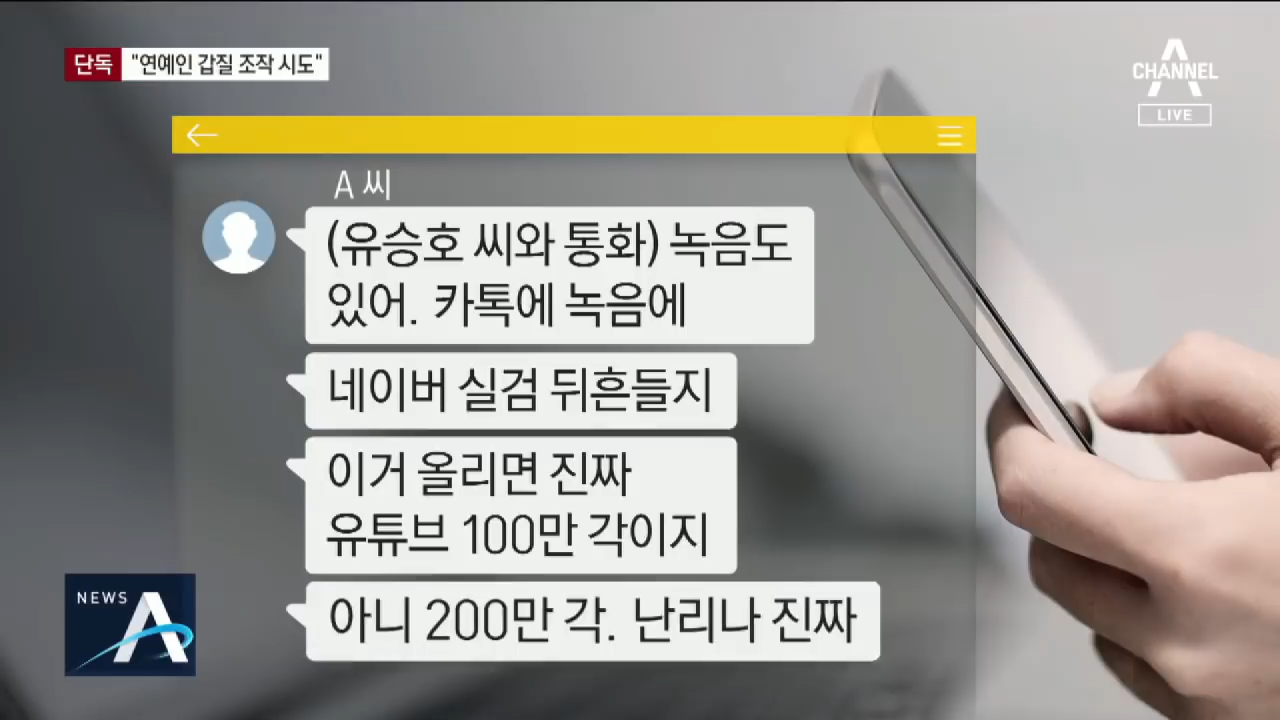 단독 "연예인 갑질 조작 시도"
CHANNEL A
LIVE
A 씨
(유승호 씨와 통화) 녹음도
있어. 카톡에 녹음에
네이버 실검 뒤흔들지
이거 올리면 진짜
유튜브 100만 각이지
아니 200만 각. 난리나 진짜
NEWS A